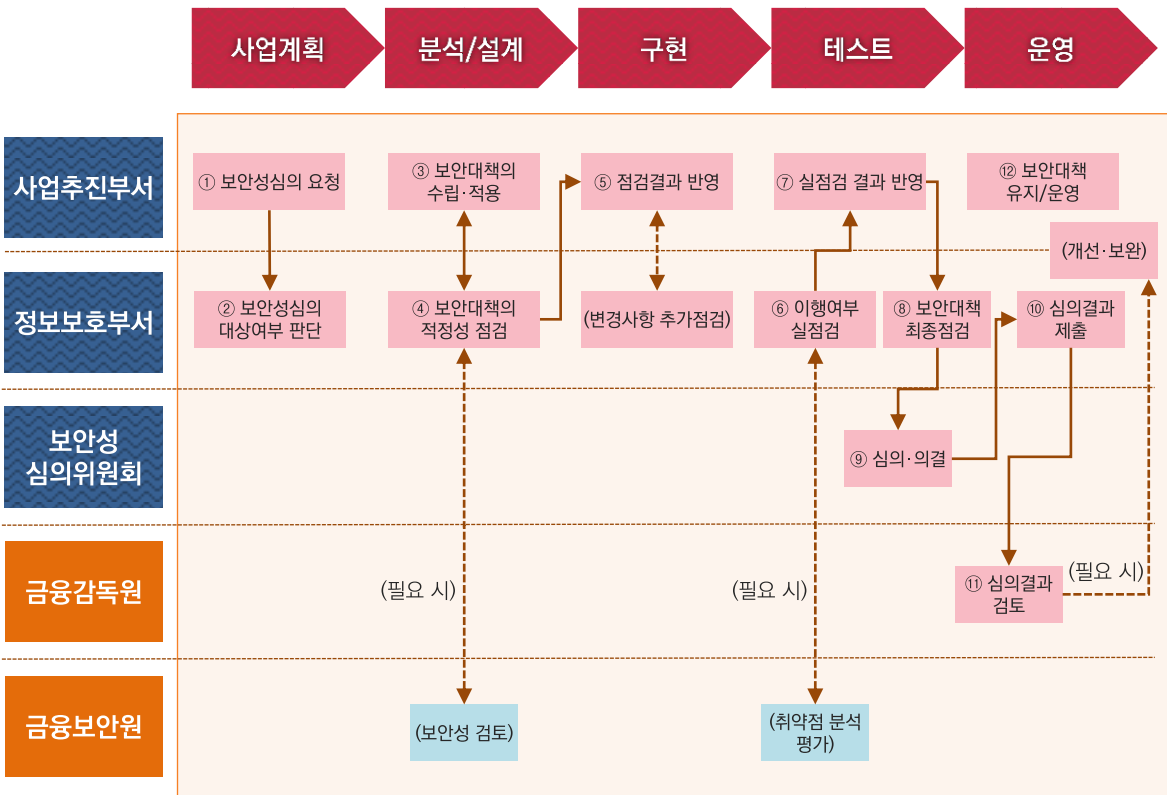 사업계획
분석/설계
구현
테스트
운영
사업추진부서
① 보안성심의 요청
③ 보안대책의
수립·적용
⑤ 점검결과 반영
⑦ 실점검 결과 반영
⑫ 보안대책
유지/운영
(개선·보완)
정보보호부서
② 보안성심의
대상여부 판단
④ 보안대책의
적정성 점검
(변경사항 추가점검)
⑥ 이행여부
실점검
⑧ 보안대책
최종점검
⑩ 심의결과
제출
보안성
심의위원회
⑨ 심의·의결
금융감독원
(필요 시)
(필요 시)
⑪ 심의결과
검토
(필요 시)
금융보안원
(보안성 검토)
(취약점 분석
평가)